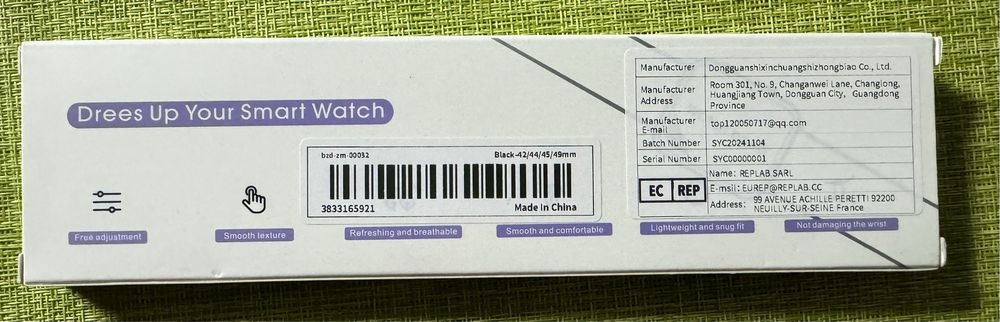 Drees Up Your Smart Watch
Free adjustment
Smooth texture
Refreshing and breathable
Smooth and comfortable
Lightweight and snug fit
Not damaging the wrist
bzd-zm-00032
Black-42/44/45/49mm
3833165921
Made In China
Manufacturer
Dongguanshixinchuangshizhongbiao Co., Ltd.
Manufacturer
Address
Room 301, No. 9, Changanwei Lane, Changlong,
Huangjiang Town, Dongguan City, Guangdong
Province
Manufacturer
E-mail
top120050717@qq.com
Batch Number
SYC20241104
Serial Number
SYC00000001
EC REP
Name: REPLAB SARL
E-msil: EUREP@REPLAB.CC
Address:
99 AVENUE ACHILLE PERETTI 92200
NEUILLY-SUR-SEINE France